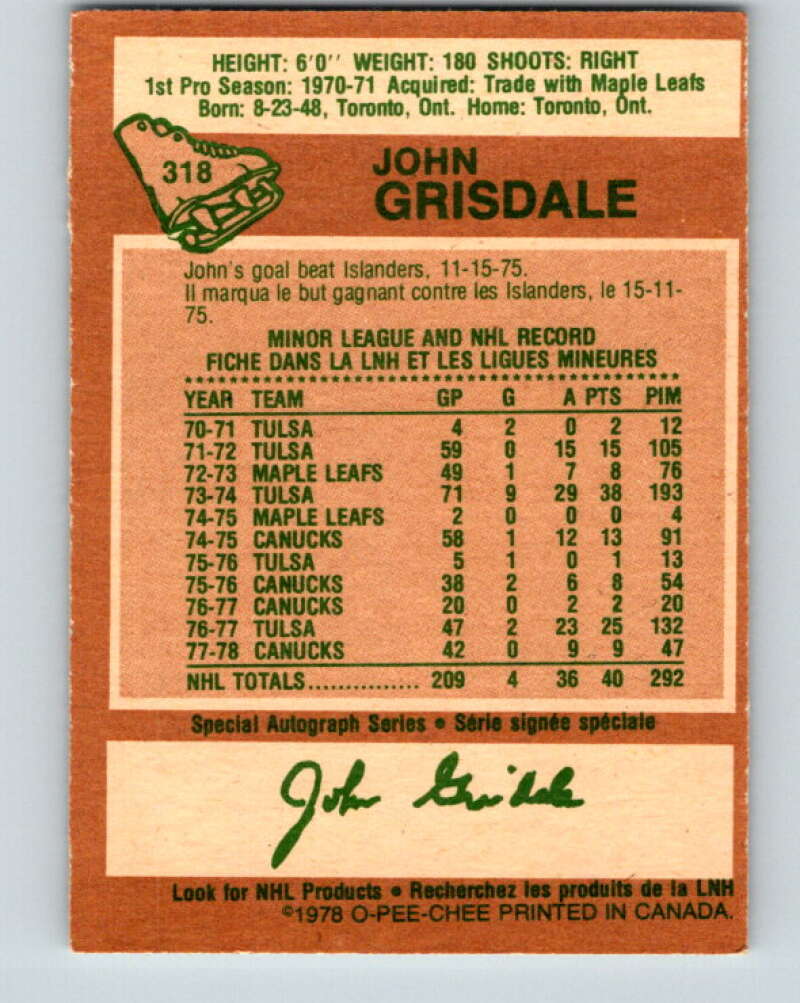 HEIGHT: 6'0'' WEIGHT: 180 SHOOTS: RIGHT
1st Pro Season: 1970-71 Acquired: Trade with Maple Leafs
Born: 8-23-48, Toronto, Ont. Home: Toronto, Ont.
318
JOHN
GRISDALE
John's goal beat Islanders, 11-15-75.
Il marqua le but gagnant contre les Islanders, le 15-11-
75.
MINOR LEAGUE AND NHL RECORD
FICHE DANS LA LNH ET LES LIGUES MINEURES
YEAR TEAM GP G A PTS PIM
70-71 TULSA 4 2 0 2 12
71-72 TULSA 59 0 15 15 105
72-73 MAPLE LEAFS 49 1 7 8 76
73-74 TULSA 71 9 29 38 193
74-75 MAPLE LEAFS 2 0 0 0 4
74-75 CANUCKS 58 1 12 13 91
75-76 TULSA 5 1 0 1 13
75-76 CANUCKS 38 2 6 8 54
76-77 CANUCKS 20 0 2 2 20
76-77 TULSA 47 2 23 25 132
77-78 CANUCKS 42 0 9 9 47
NHL TOTALS............... 209 4 36 40 292
Special Autograph Series • Série signée spéciale
John Grisdale
Look for NHL Products • Recherchez les produits de la LNH
©1978 O-PEE-CHEE PRINTED IN CANADA.